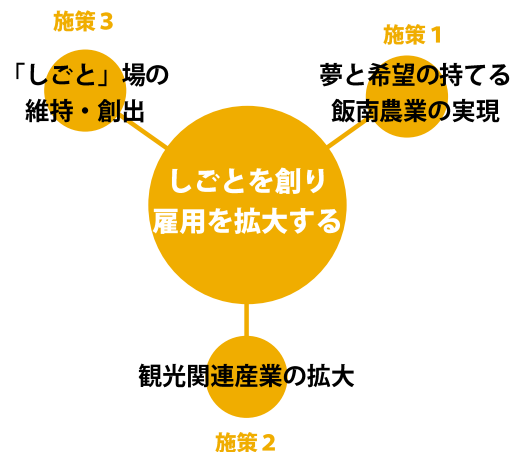 施策３
「しごと」場の
維持・創出
施策１
夢と希望の持てる
飯南農業の実現
しごとを創り
雇用を拡大する
観光関連産業の拡大
施策２